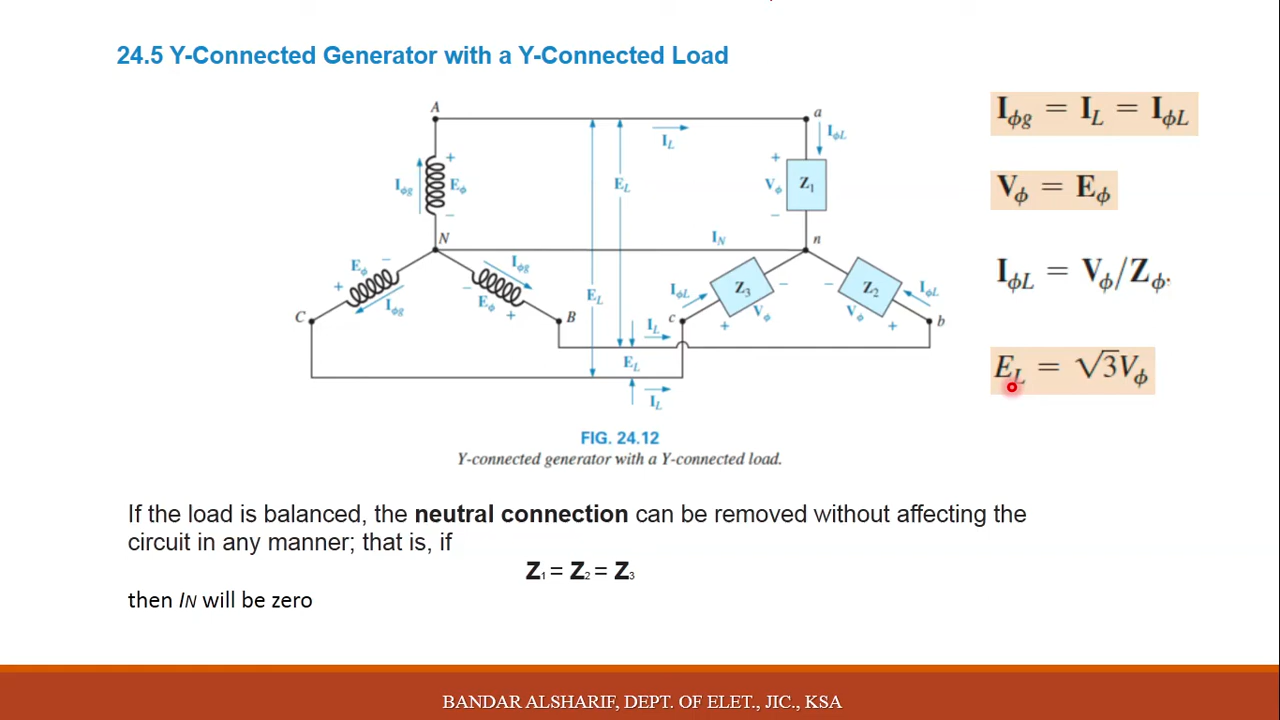 24.5 Y-Connected Generator with a Y-Connected Load
A
a
I_L
I_ϕL
I_ϕg
+
E_ϕ
–
E_L
+
V_ϕ
–
Z₁
N
I_N
n
E_ϕ
–
+
I_ϕg
I_ϕg
E_ϕ
+
E_L
I_ϕL
Z₃
–
V_ϕ
+
–
Z₂
I_ϕL
V_ϕ
+
C
B
I_L
c
b
E_L
I_L
I_ϕg = I_L = I_ϕL
V_ϕ = E_ϕ
I_ϕL = V_ϕ/Z_ϕ.
E_L = √3V_ϕ
FIG. 24.12
Y-connected generator with a Y-connected load.
If the load is balanced, the neutral connection can be removed without affecting the
circuit in any manner; that is, if
Z₁ = Z₂ = Z₃
then IN will be zero
BANDAR ALSHARIF, DEPT. OF ELET., JIC., KSA